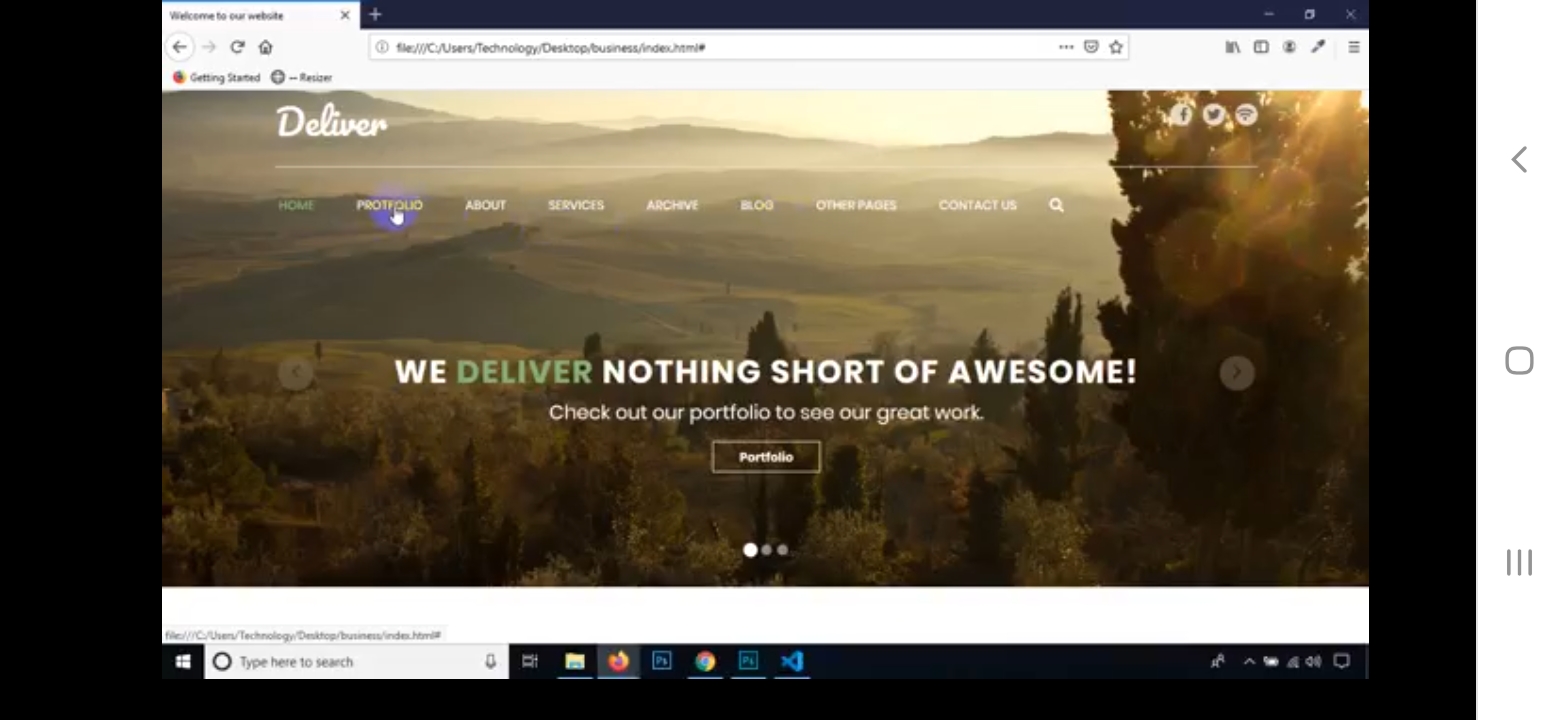 Welcome to our website
file:///C:/Users/Technology/Desktop/business/index.html#
Getting Started -- Resizer
Deliver
HOME PROTFOLIO ABOUT SERVICES ARCHIVE BLOG OTHER PAGES CONTACT US
WE DELIVER NOTHING SHORT OF AWESOME!
Check out our portfolio to see our great work.
Portfolio
file:///C:/Users/Technology/Desktop/business/index.html#
Type here to search